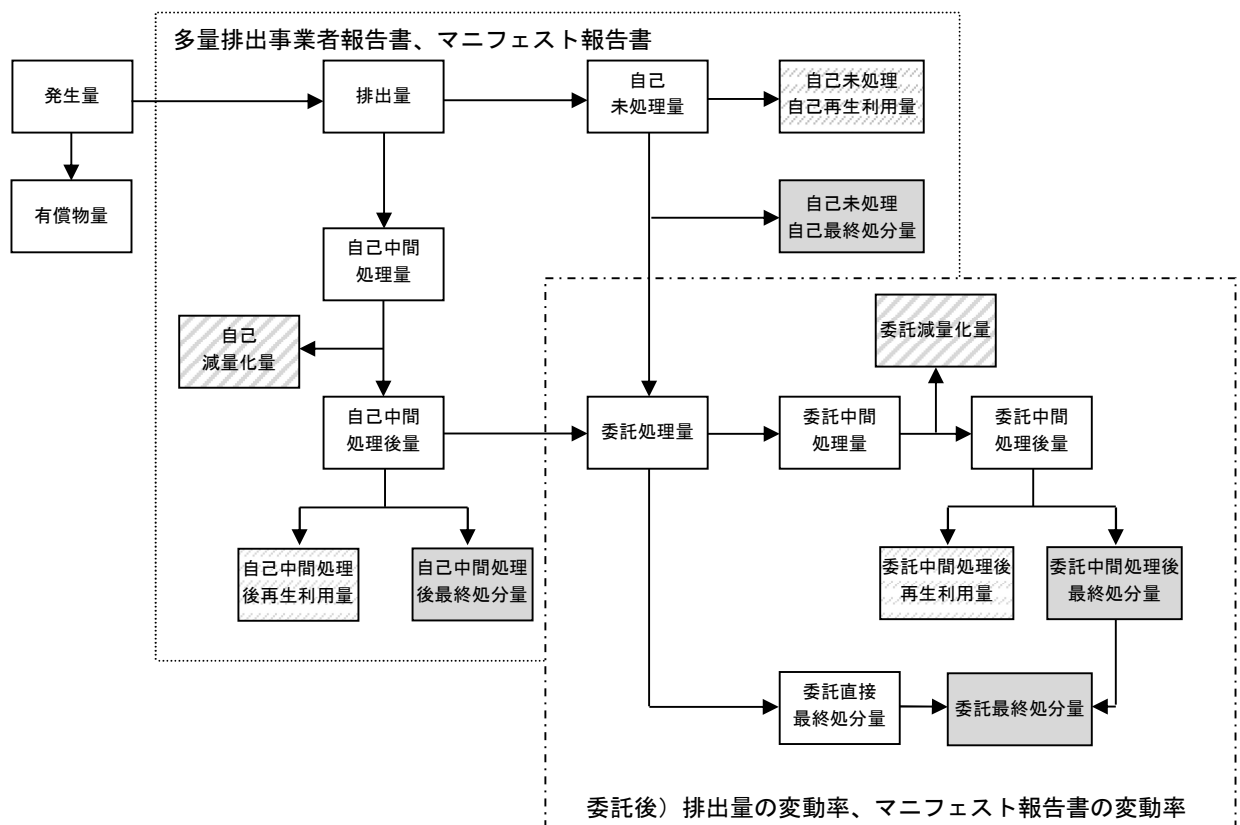 多量排出事業者報告書、マニフェスト報告書
発生量
排出量
自己
未処理量
自己未処理
自己再生利用量
有償物量
自己未処理
自己最終処分量
自己中間
処理量
自己
減量化量
委託減量化量
自己中間
処理後量
委託処理量
委託中間
処理量
委託中間
処理後量
自己中間処理
後再生利用量
自己中間処理
後最終処分量
委託中間処理後
再生利用量
委託中間処理後
最終処分量
委託直接
最終処分量
委託最終処分量
委託後）排出量の変動率、マニフェスト報告書の変動率